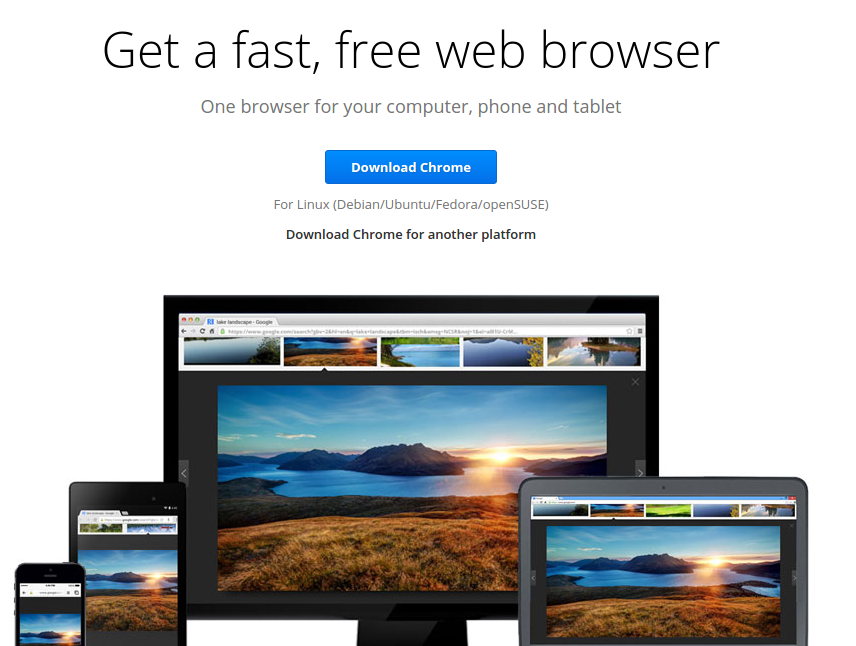 Get a fast, free web browser
One browser for your computer, phone and tablet
Download Chrome
For Linux (Debian/Ubuntu/Fedora/openSUSE)
Download Chrome for another platform
lake landscape - Google